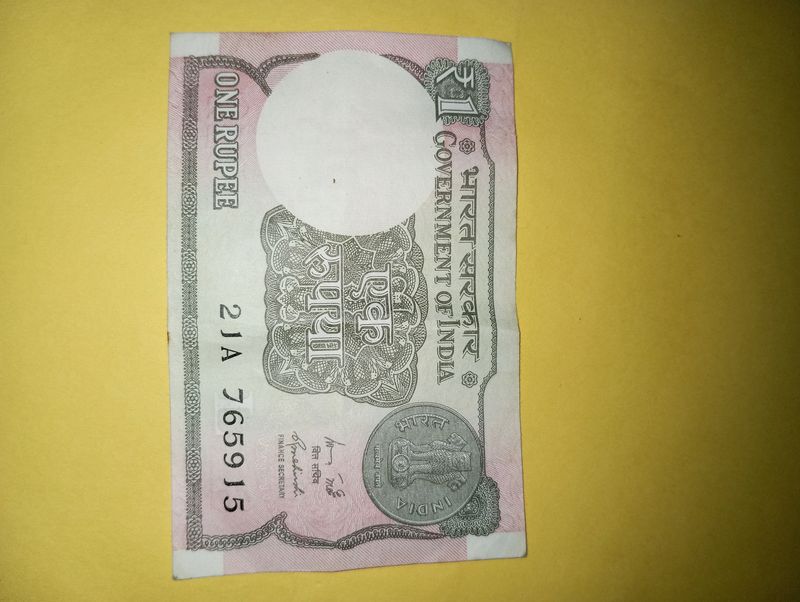 ₹1
भारत सरकार
GOVERNMENT OF INDIA
एक
रुपया
भारत
सत्यमेव जयते
INDIA
वित्त सचिव
FINANCE SECRETARY
ONE RUPEE
21A 765915